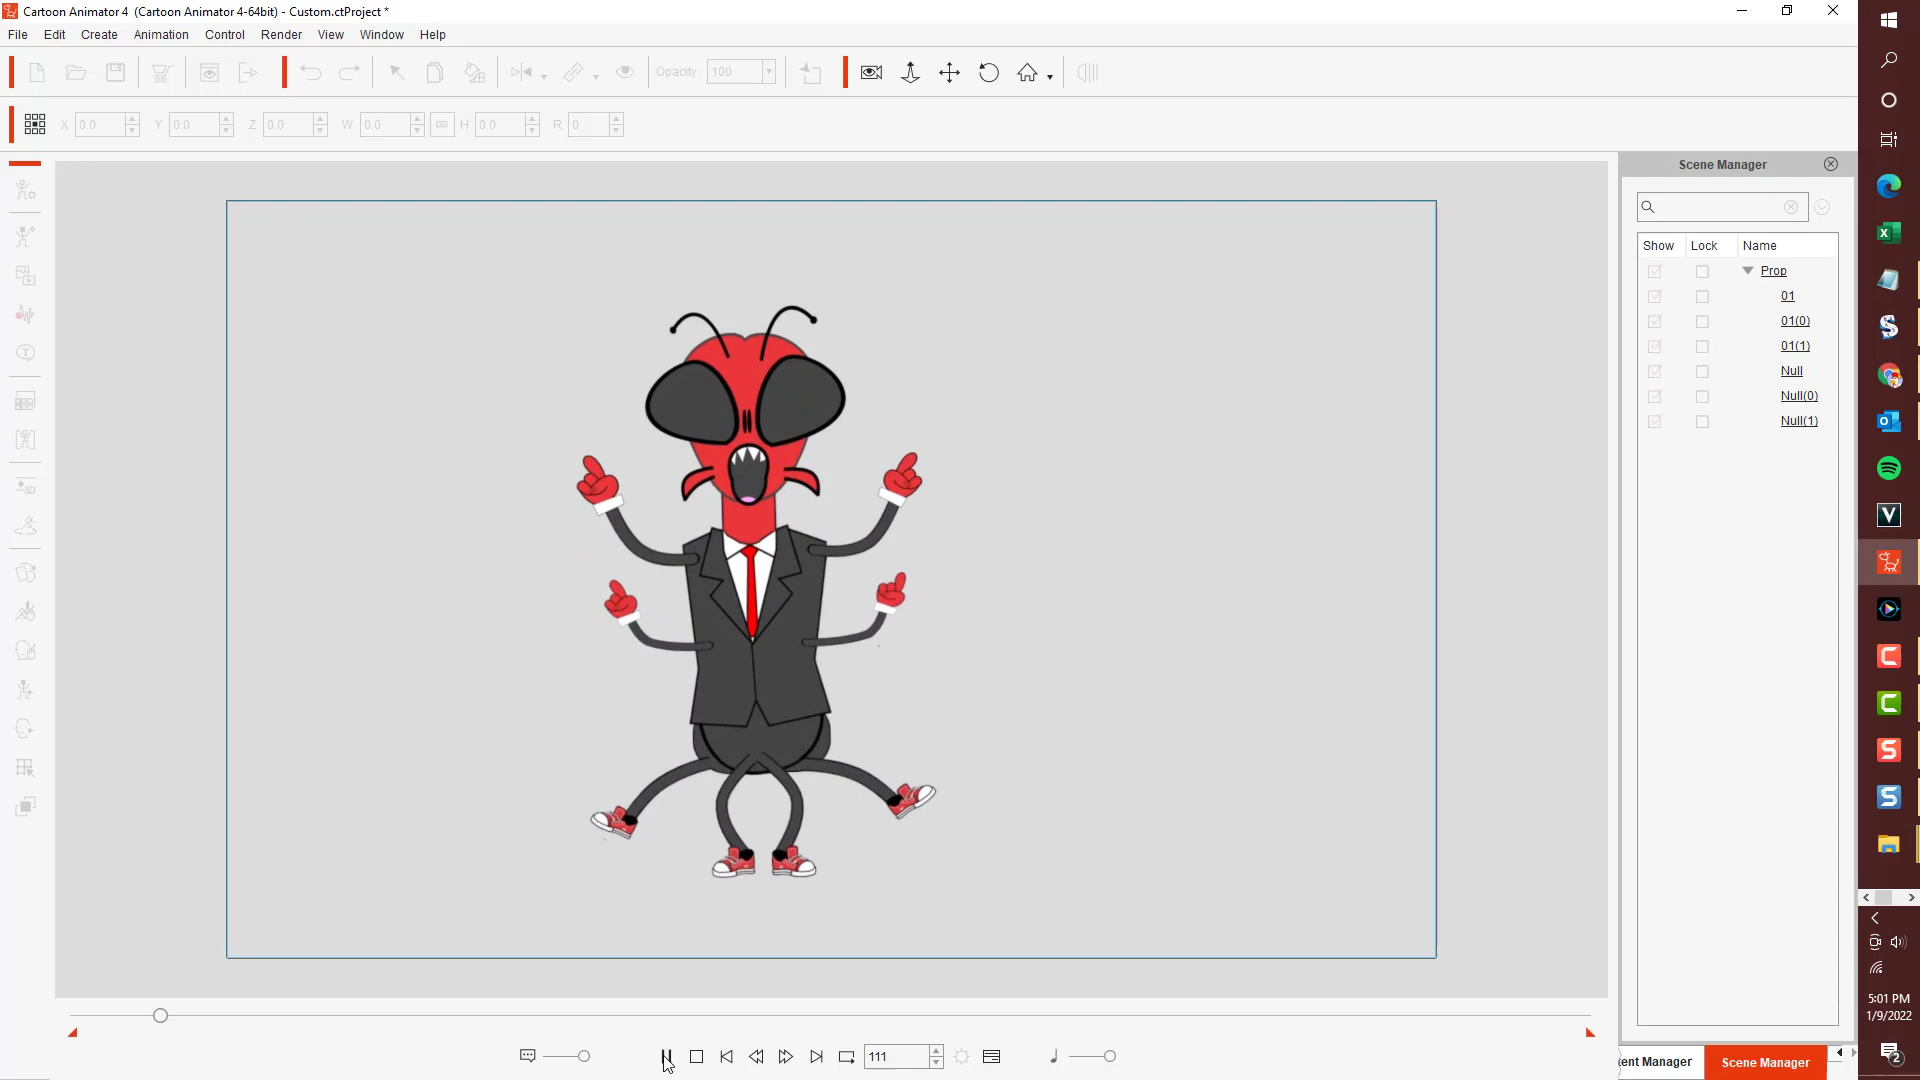 Cartoon Animator 4 (Cartoon Animator 4-64bit) - Custom.ctProject *
File Edit Create Animation Control Render View Window Help
Opacity: 100
X 0.0 Y 0.0 Z 0.0 W 0.0 H 0.0 R 0
Scene Manager
Show Lock Name
Prop
01
01(0)
01(1)
Null
Null(0)
Null(1)
111
ent Manager Scene Manager
5:01 PM
1/9/2022
2